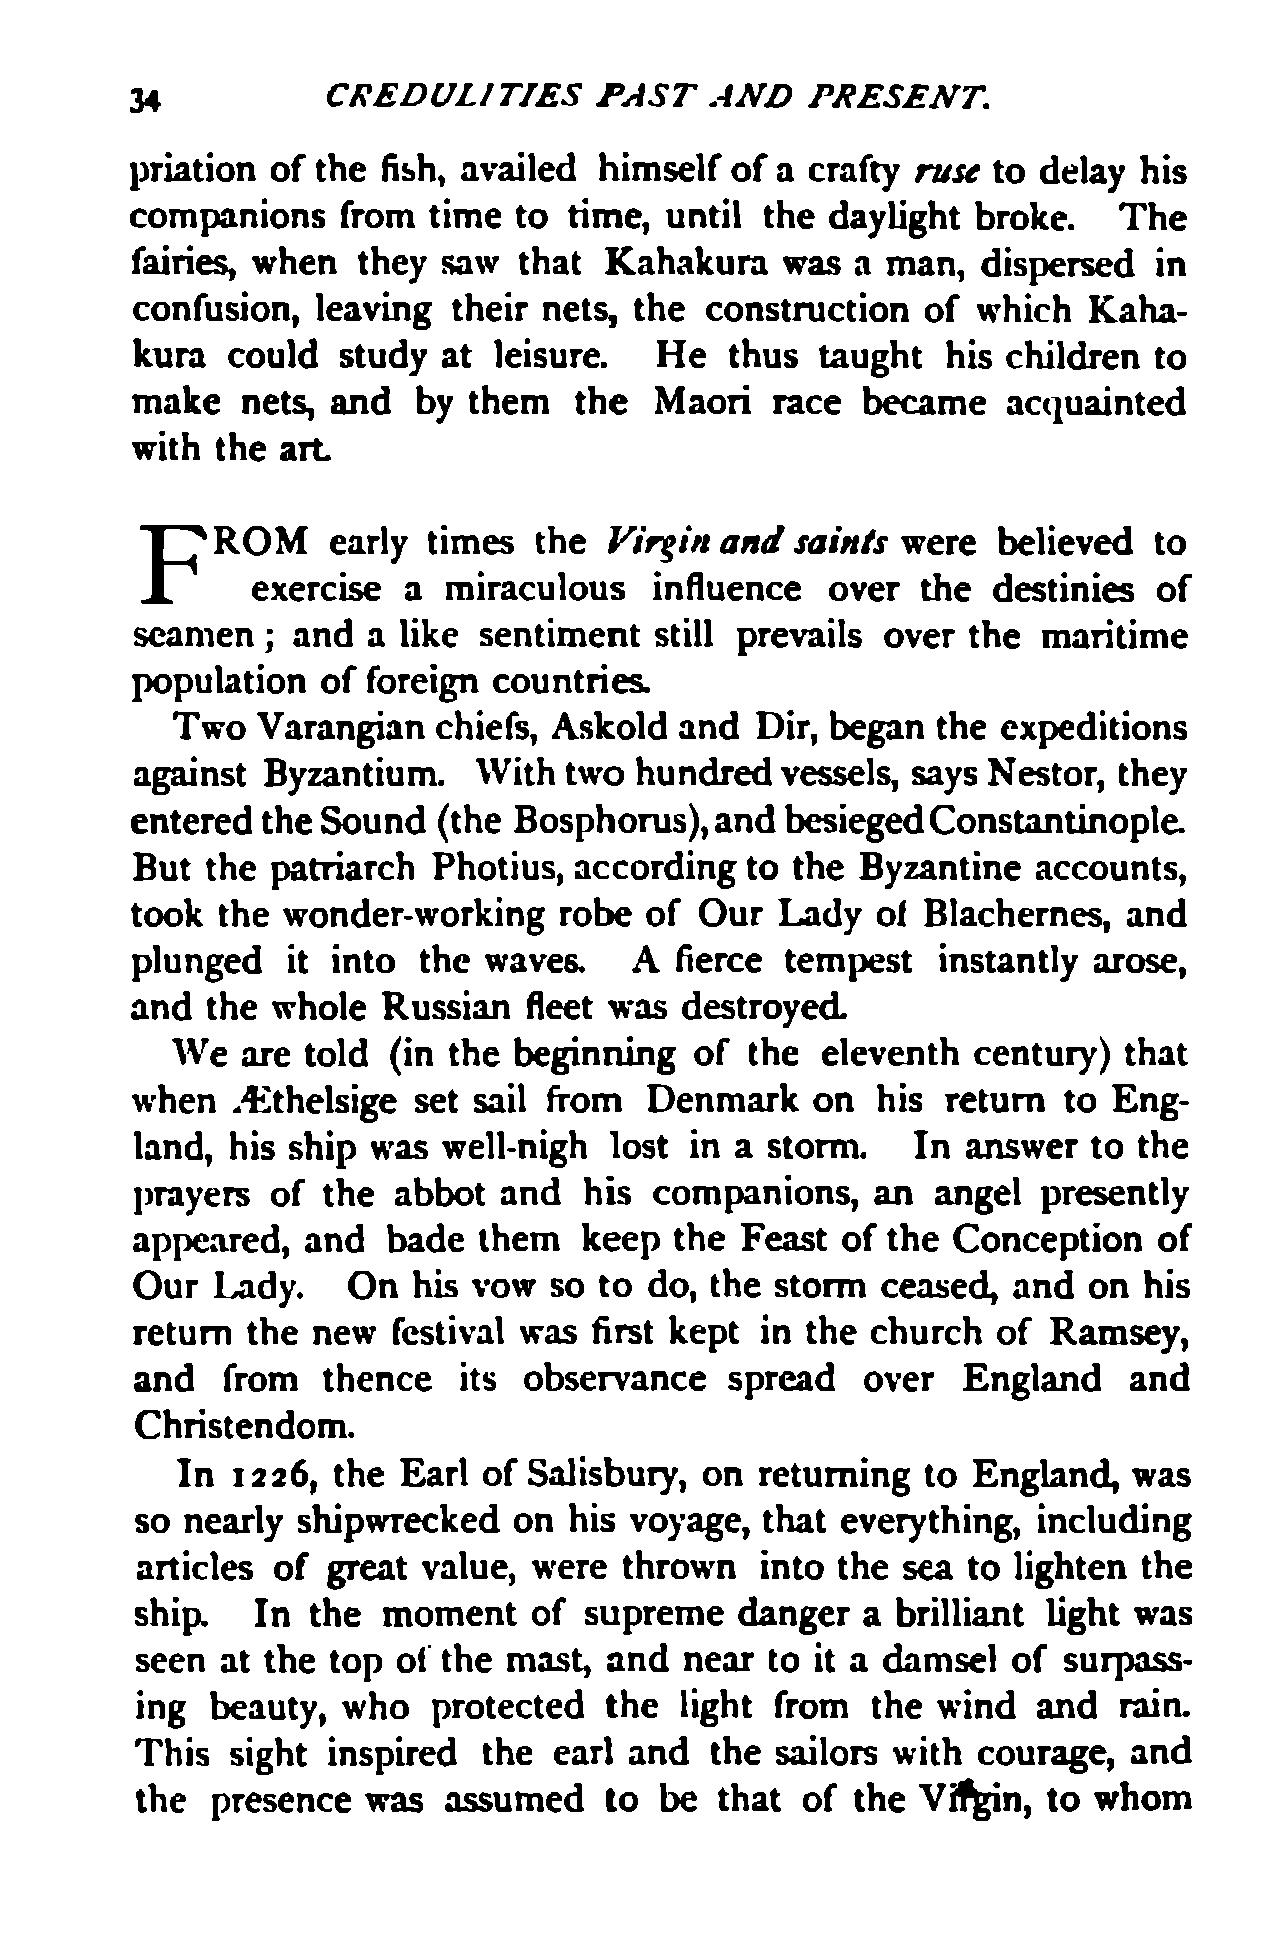 34 CREDULITIES PAST AND PRESENT.
priation of the fish, availed himself of a crafty ruse to delay his
companions from time to time, until the daylight broke. The
fairies, when they saw that Kahakura was a man, dispersed in
confusion, leaving their nets, the construction of which Kaha-
kura could study at leisure. He thus taught his children to
make nets, and by them the Maori race became acquainted
with the art.
FROM early times the Virgin and saints were believed to
exercise a miraculous influence over the destinies of
seamen ; and a like sentiment still prevails over the maritime
population of foreign countries.
Two Varangian chiefs, Askold and Dir, began the expeditions
against Byzantium. With two hundred vessels, says Nestor, they
entered the Sound (the Bosphorus), and besieged Constantinople.
But the patriarch Photius, according to the Byzantine accounts,
took the wonder-working robe of Our Lady of Blachernes, and
plunged it into the waves. A fierce tempest instantly arose,
and the whole Russian fleet was destroyed.
We are told (in the beginning of the eleventh century) that
when Æthelsige set sail from Denmark on his return to Eng-
land, his ship was well-nigh lost in a storm. In answer to the
prayers of the abbot and his companions, an angel presently
appeared, and bade them keep the Feast of the Conception of
Our Lady. On his vow so to do, the storm ceased, and on his
return the new festival was first kept in the church of Ramsey,
and from thence its observance spread over England and
Christendom.
In 1226, the Earl of Salisbury, on returning to England, was
so nearly shipwrecked on his voyage, that everything, including
articles of great value, were thrown into the sea to lighten the
ship. In the moment of supreme danger a brilliant light was
seen at the top of the mast, and near to it a damsel of surpass-
ing beauty, who protected the light from the wind and rain.
This sight inspired the earl and the sailors with courage, and
the presence was assumed to be that of the Virgin, to whom